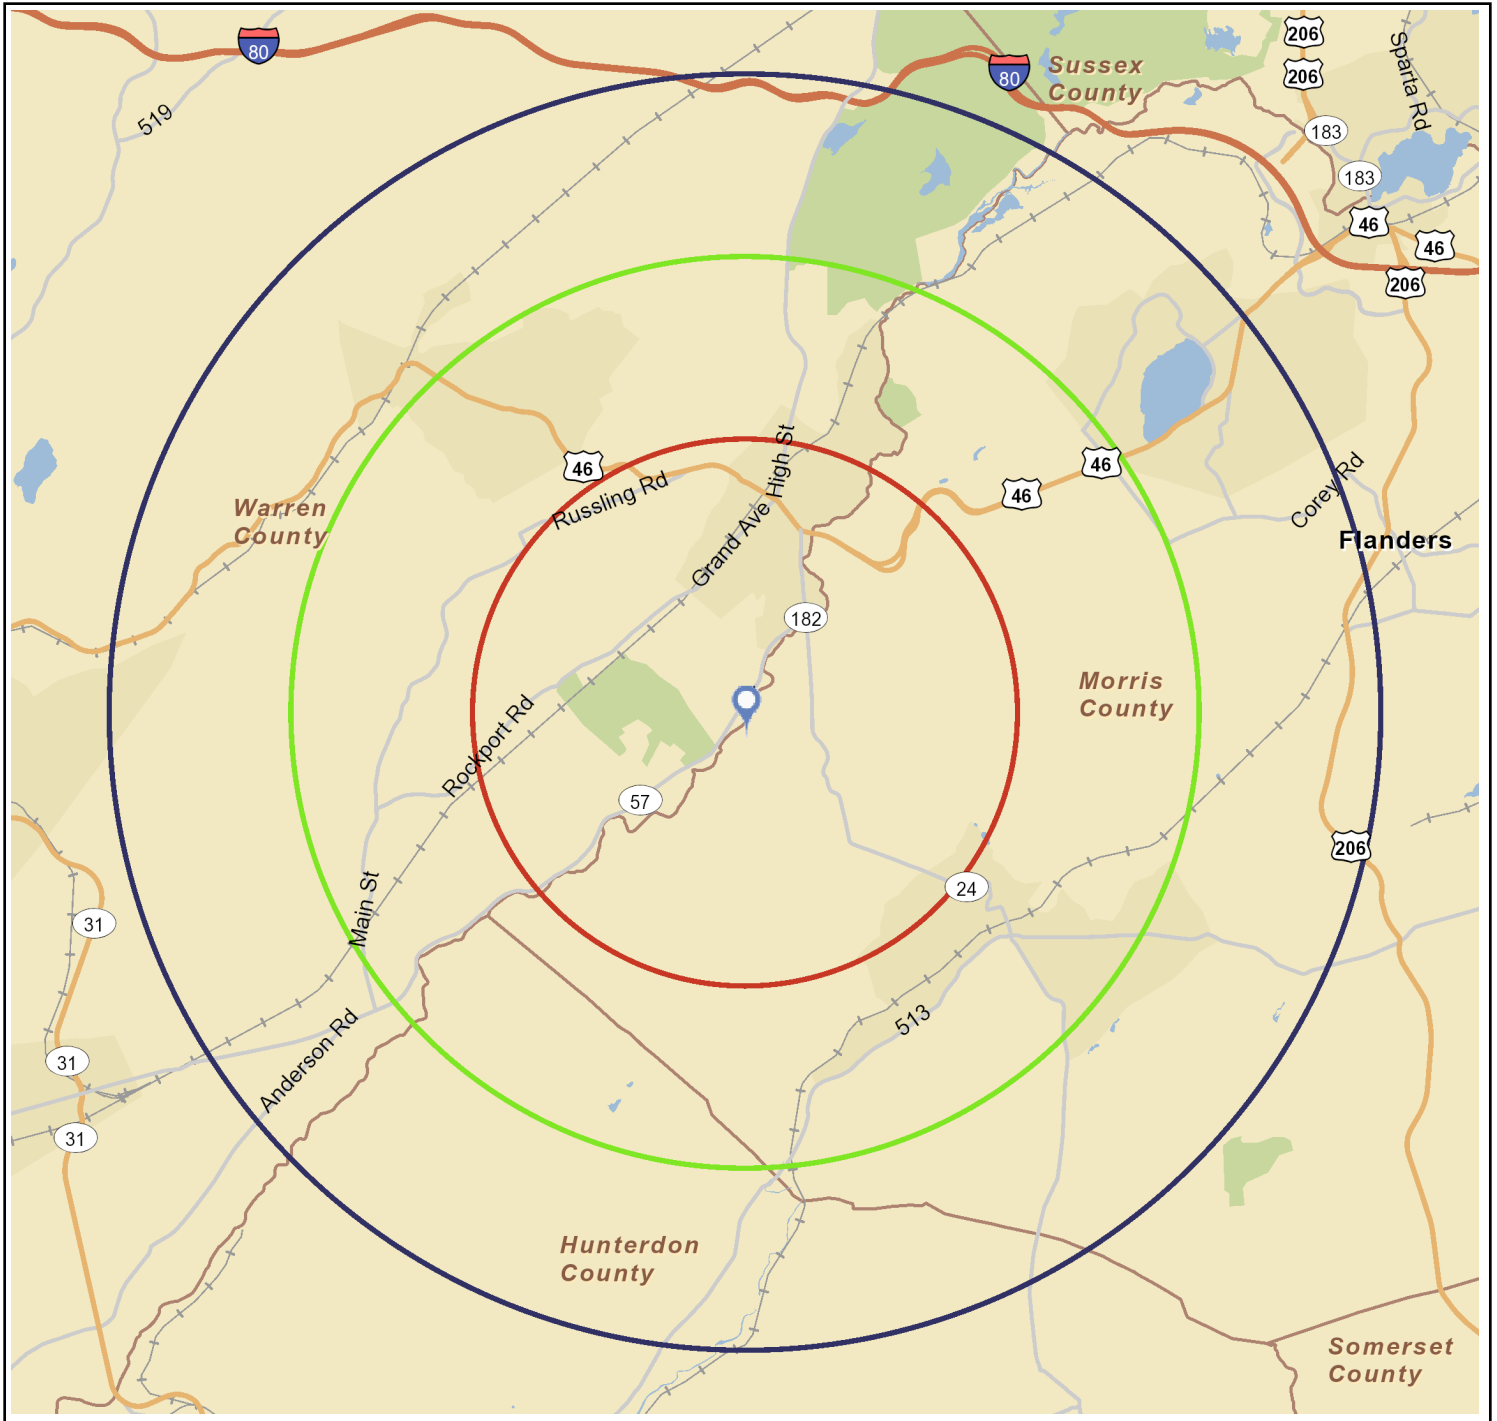 80
206
Sparta Rd
Sussex
County
80
206
519
183
183
46
46
206
High St
46
46
Corey Rd
Russling Rd
46
Warren
County
Grand Ave
Flanders
182
Morris
County
Rockport Rd
57
206
Main St
24
31
513
Anderson Rd
31
31
Hunterdon
County
Somerset
County